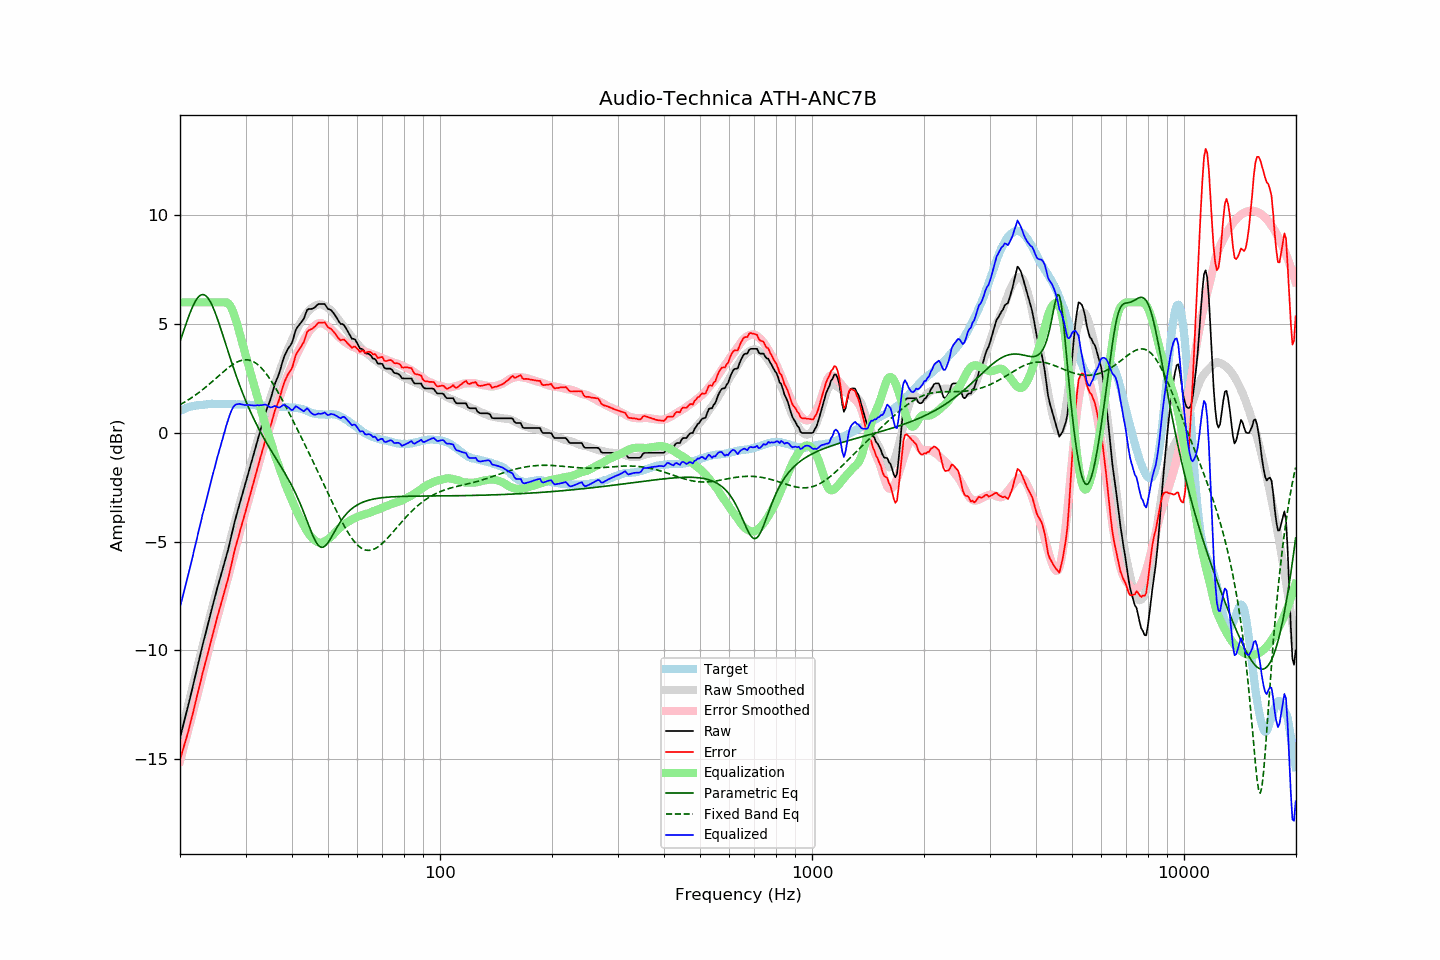 Audio-Technica ATH-ANC7B
Amplitude (dBr)
10
5
0
−5
−10
−15
100
1000
10000
Frequency (Hz)
Target
Raw Smoothed
Error Smoothed
Raw
Error
Equalization
Parametric Eq
Fixed Band Eq
Equalized